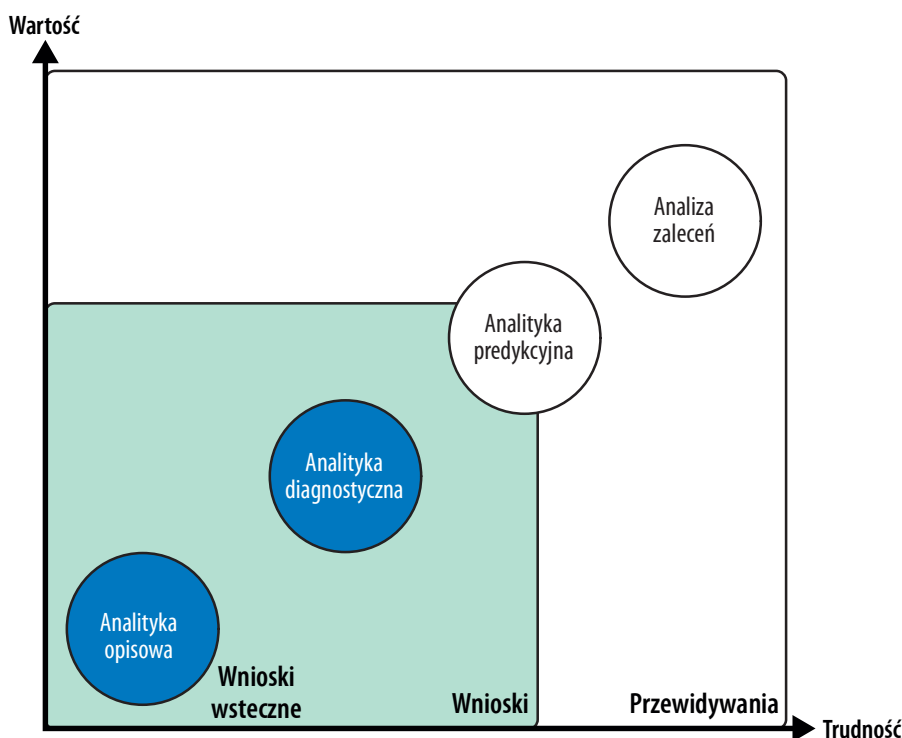 Wartość
Analiza
zaleceń
Analityka
predykcyjna
Analityka
diagnostyczna
Analityka
opisowa
Wnioski
wsteczne
Wnioski
Przewidywania
Trudność